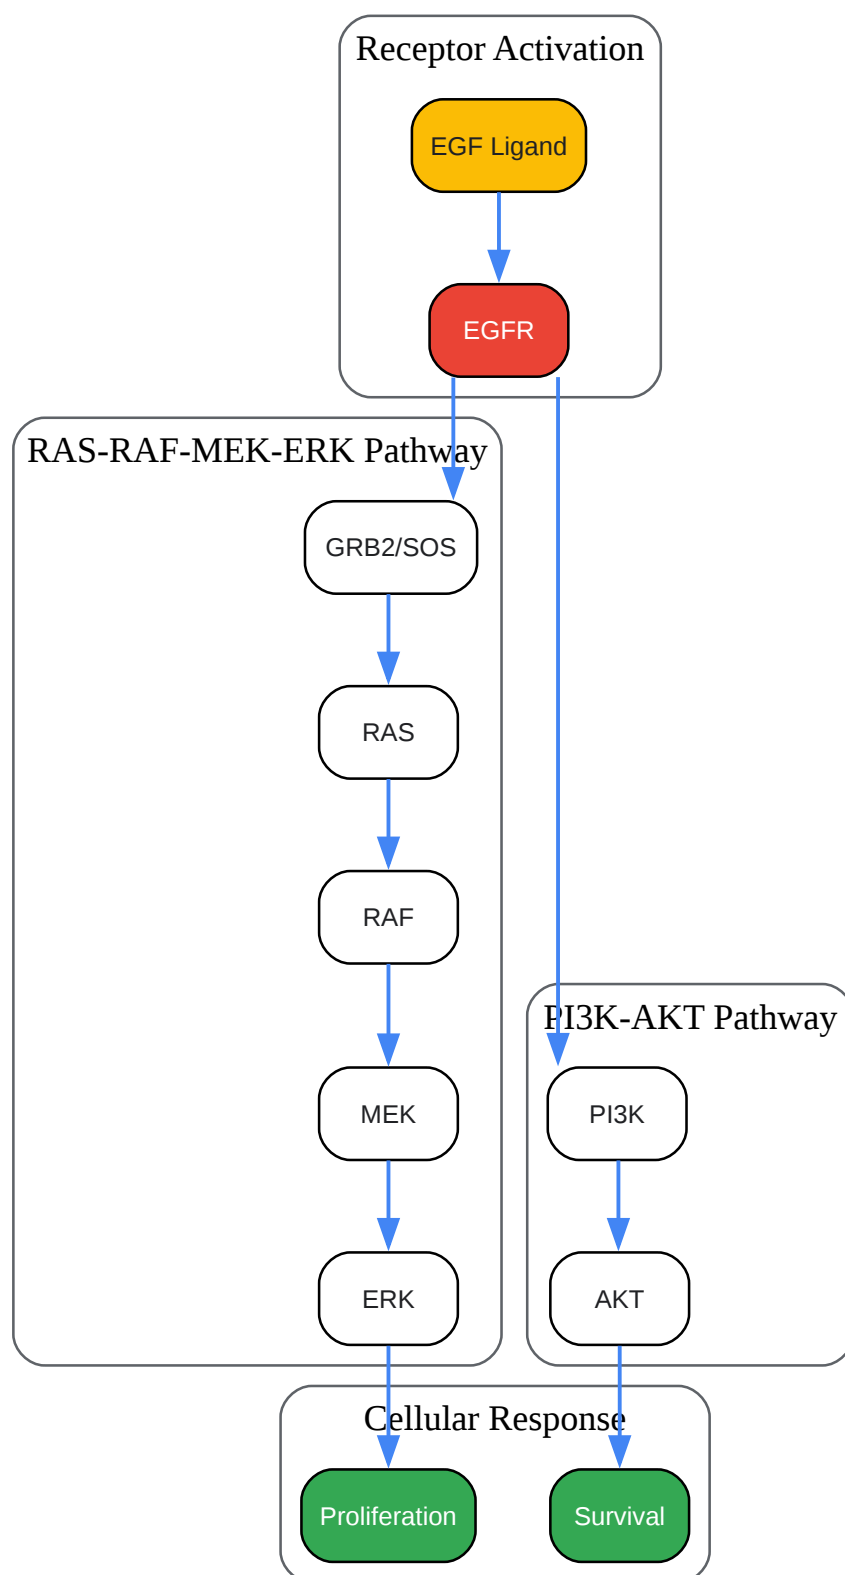 Receptor Activation
EGF Ligand
EGFR
RAS-RAF-MEK-ERK Pathway
GRB2/SOS
RAS
RAF
MEK
ERK
PI3K-AKT Pathway
PI3K
AKT
Cellular Response
Proliferation
Survival